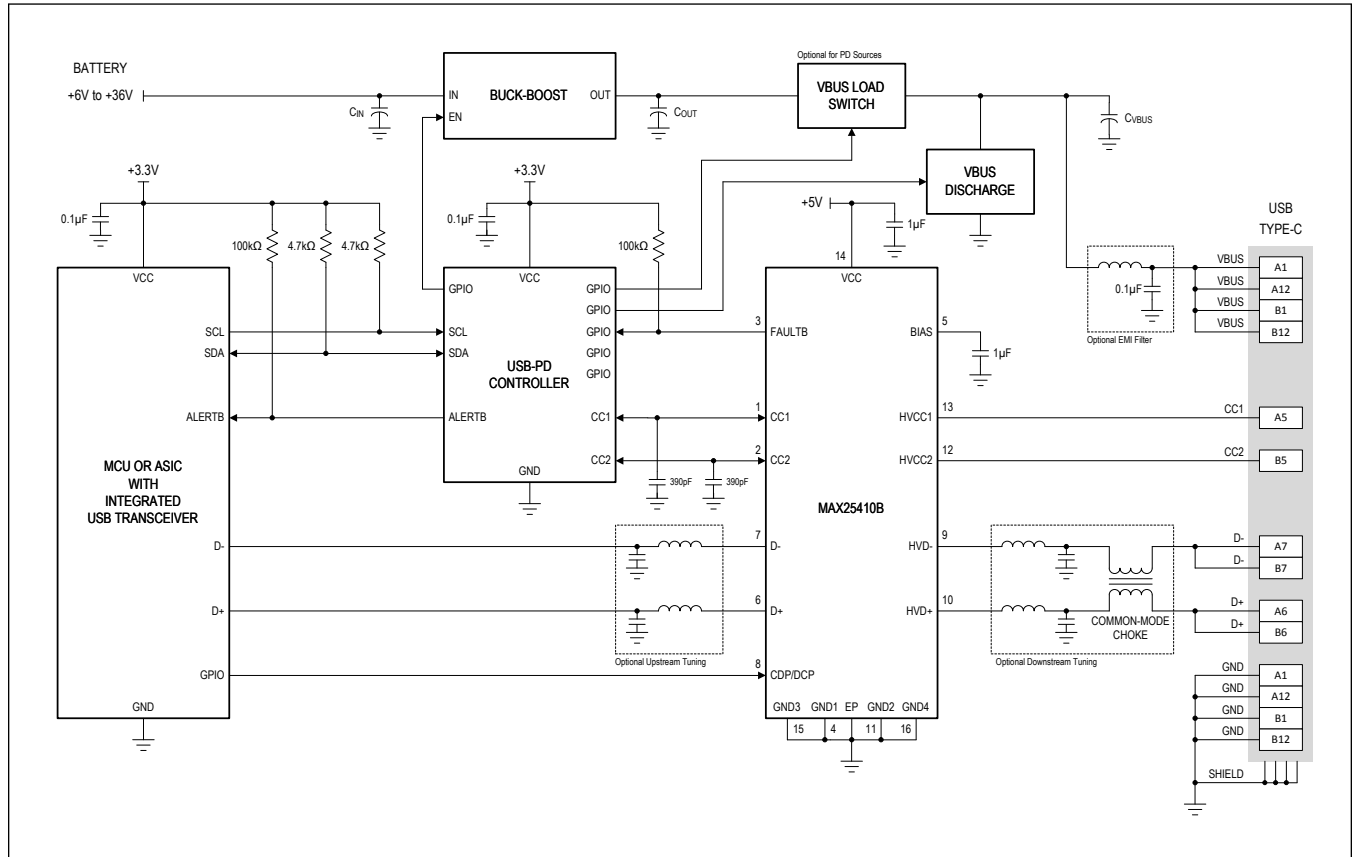 BATTERY
+6V to +36V
CIN
IN
EN
BUCK-BOOST
OUT
COUT
Optional for PD Sources
VBUS LOAD
SWITCH
CVBUS
VBUS
DISCHARGE
+3.3V
0.1µF
100kΩ
4.7kΩ
4.7kΩ
+3.3V
0.1µF
100kΩ
+5V
1µF
14
USB
TYPE-C
VCC
SCL
SDA
ALERTB
MCU OR ASIC
WITH
INTEGRATED
USB TRANSCEIVER
D-
D+
GPIO
GND
VCC
GPIO
SCL
SDA
USB-PD
CONTROLLER
ALERTB
GPIO
GPIO
GPIO
GPIO
GPIO
CC1
CC2
GND
390pF
390pF
Optional Upstream Tuning
VCC
3
FAULTB
1
CC1
2
CC2
MAX25410B
7
D-
6
D+
8
CDP/DCP
5
BIAS
1µF
13
HVCC1
12
HVCC2
9
HVD-
10
HVD+
GND3
GND1
EP
GND2
GND4
15
4
11
16
COMMON-MODE
CHOKE
Optional Downstream Tuning
0.1µF
Optional EMI Filter
VBUS
A1
VBUS
A12
VBUS
B1
VBUS
B12
CC1
A5
CC2
B5
D-
A7
D-
B7
D+
A6
D+
B6
GND
A1
GND
A12
GND
B1
GND
B12
SHIELD